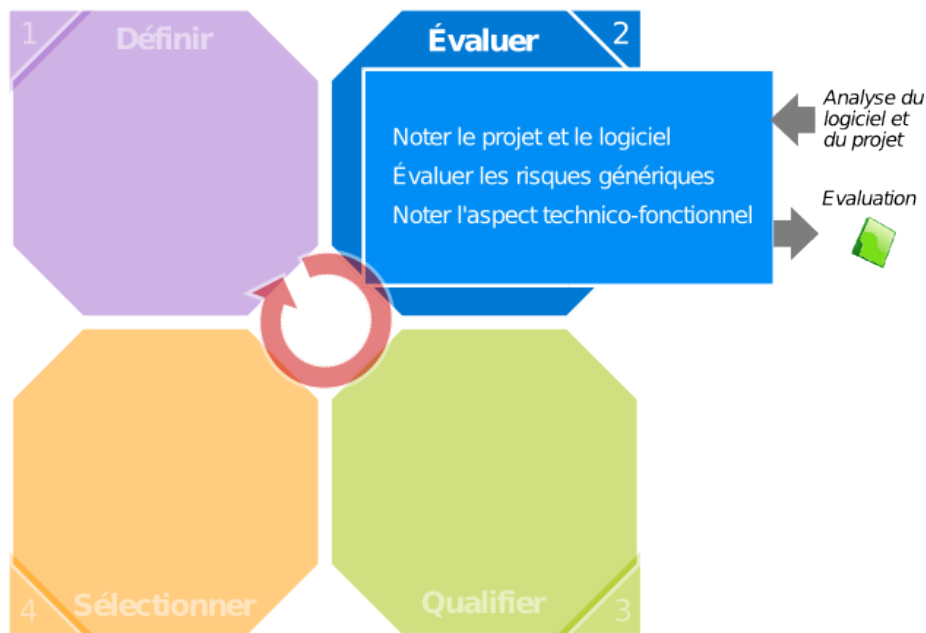 1
Définir
Évaluer
2
Noter le projet et le logiciel
Évaluer les risques génériques
Noter l'aspect technico-fonctionnel
Analyse du
logiciel et
du projet
Evaluation
4
Sélectionner
Qualifier
3